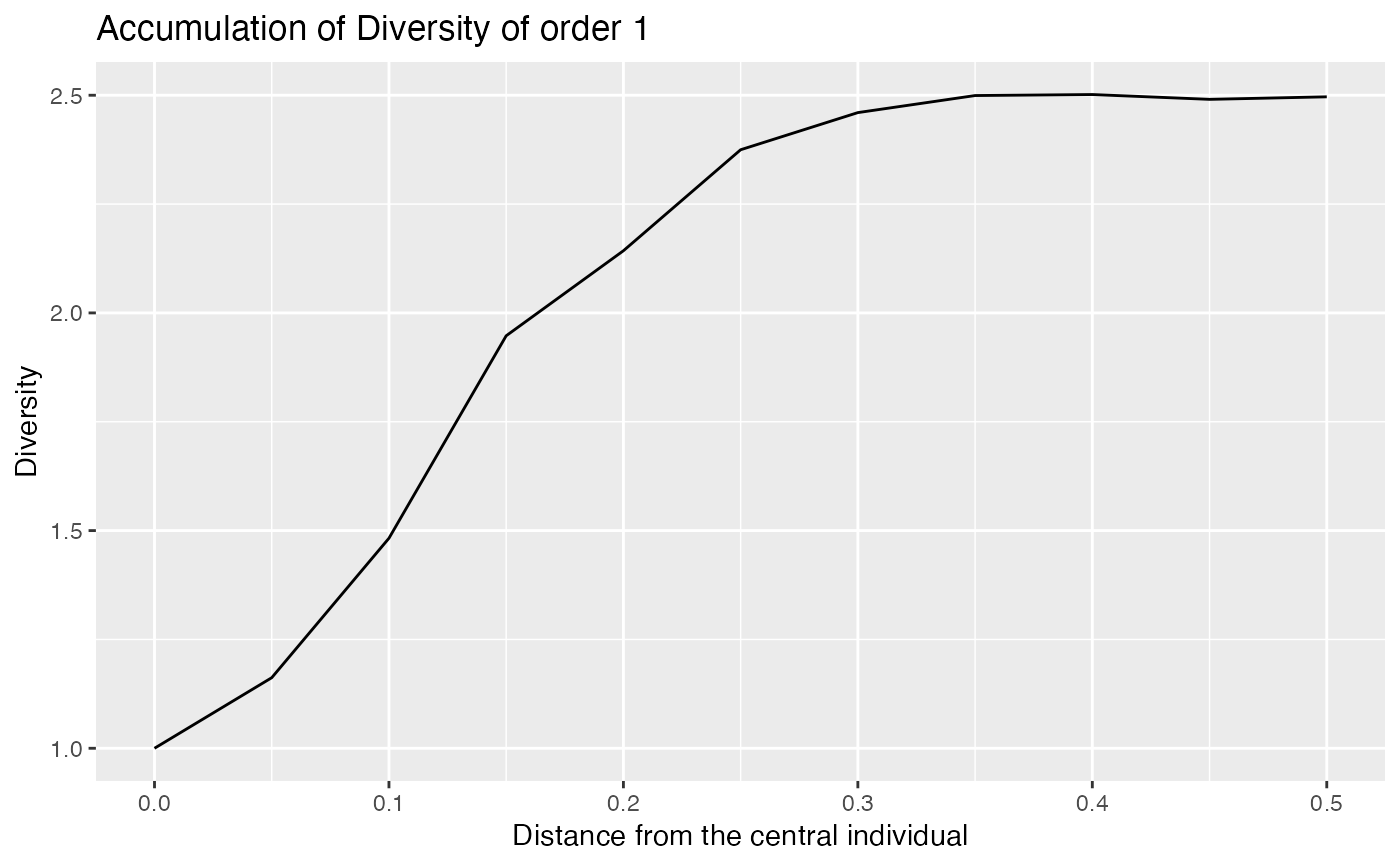 Accumulation of Diversity of order 1
2.5
2.0
1.5
1.0
Diversity
0.0 0.1 0.2 0.3 0.4 0.5
Distance from the central individual